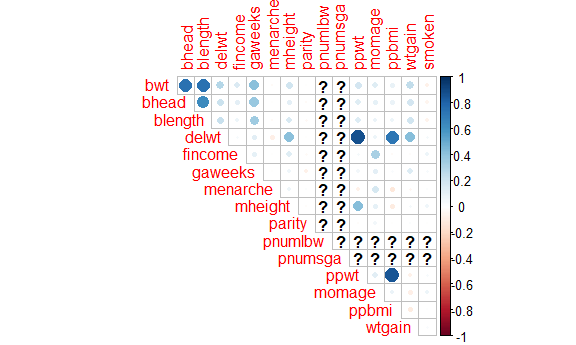 bhead blength delwt fincome gaweeks menarche mheight parity pnumlbw pnumsga ppwt momage ppbmi wtgain smoken
bwt ? ? 1
bhead ? ? 0.8
blength ? ? 0.6
delwt ? ?
fincome ? ? 0.4
gaweeks ? ? 0.2
menarche ? ?
mheight ? ? 0
parity ? ? -0.2
pnumlbw ? ? ? ? ? ? -0.4
pnumsga ? ? ? ? ?
ppwt -0.6
momage -0.8
ppbmi
wtgain -1